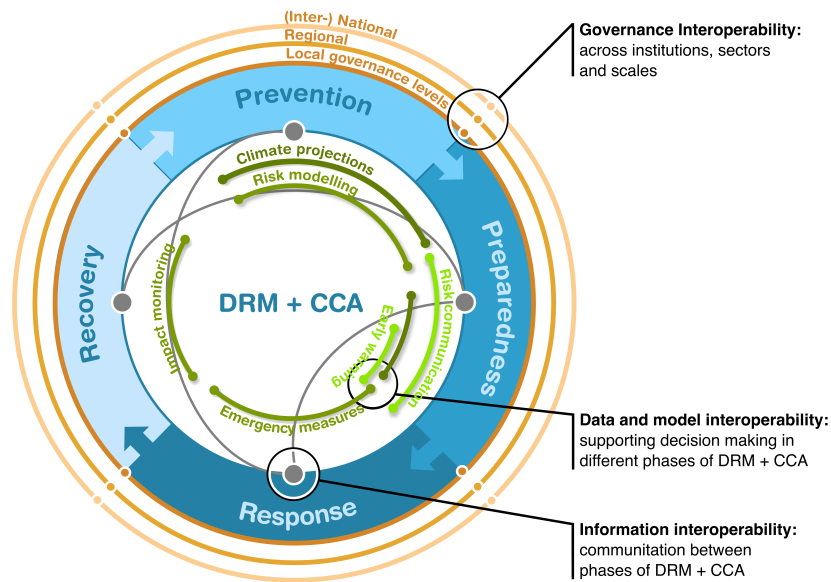 (Inter-) National
Regional
Local governance levels
Governance Interoperability:
across institutions, sectors
and scales
Prevention
Climate projections
Risk modelling
Preparedness
Recovery
Impact monitoring
DRM + CCA
Early warning
Risk communication
Emergency measures
Response
Data and model interoperability:
supporting decision making in
different phases of DRM + CCA
Information interoperability:
communitation between
phases of DRM + CCA